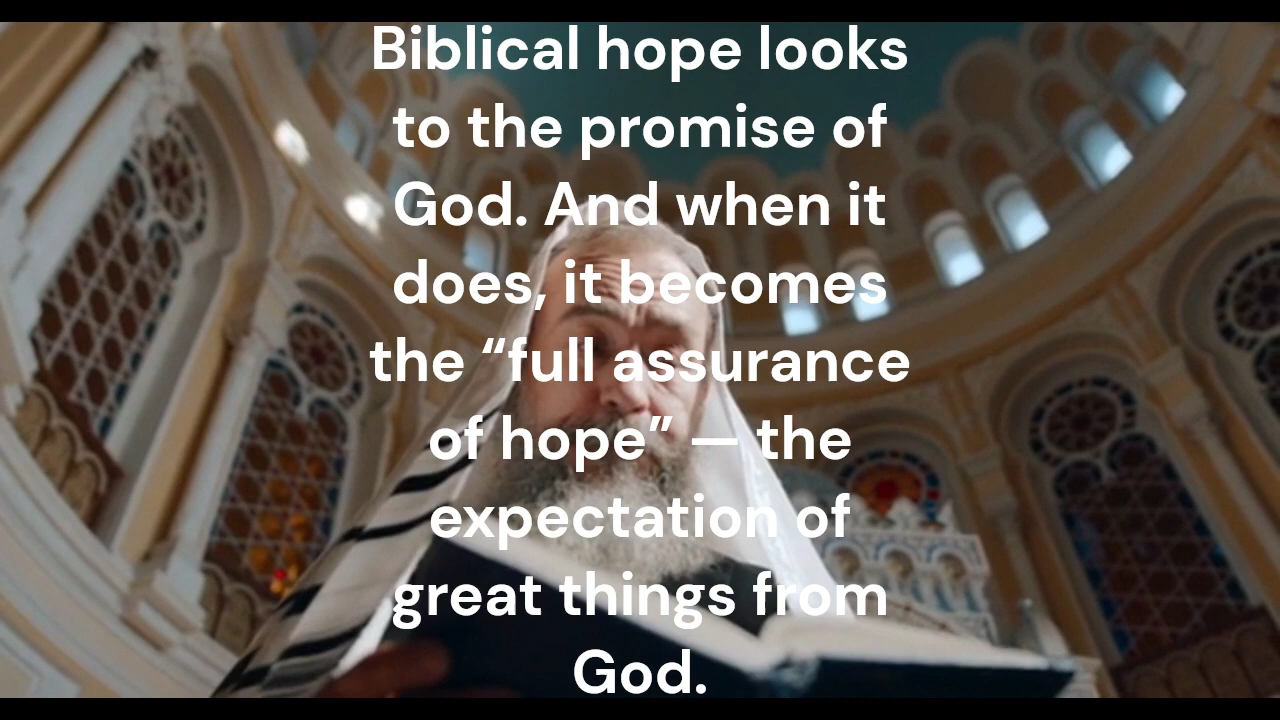 Biblical hope looks
to the promise of
God. And when it
does, it becomes
the “full assurance
of hope” — the
expectation of
great things from
God.